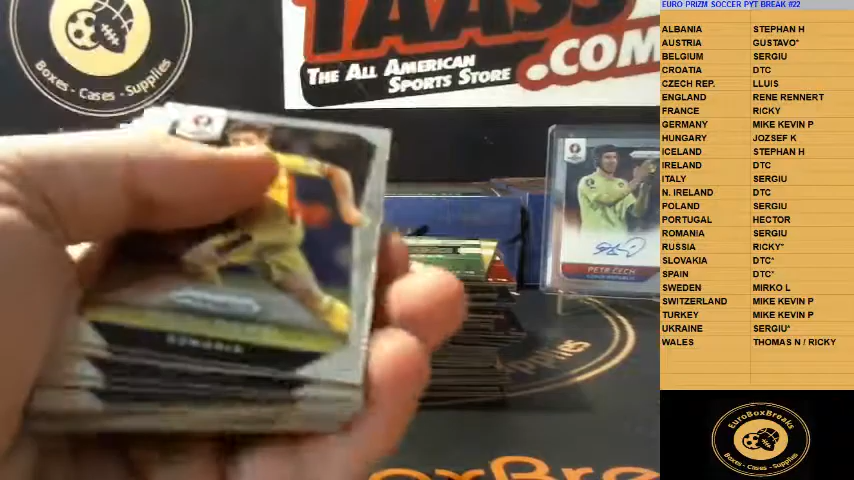 EURO PRIZM SOCCER PYT BREAK #22
ALBANIA STEPHAN H
AUSTRIA GUSTAVO*
BELGIUM SERGIU
CROATIA DTC
CZECH REP. LLUIS
ENGLAND RENE RENNERT
FRANCE RICKY
GERMANY MIKE KEVIN P
HUNGARY JOZSEF K
ICELAND STEPHAN H
IRELAND DTC
ITALY SERGIU
N. IRELAND DTC
POLAND SERGIU
PORTUGAL HECTOR
ROMANIA SERGIU
RUSSIA RICKY*
SLOVAKIA DTC*
SPAIN DTC*
SWEDEN MIRKO L
SWITZERLAND MIKE KEVIN P
TURKEY MIKE KEVIN P
UKRAINE SERGIU*
WALES THOMAS N / RICKY
EuroBoxBreaks
Boxes - Cases - Supplies
Boxes - Cases - Supplies
THE ALL AMERICAN
SPORTS STORE
.COM
PETR CECH
ROMANIA